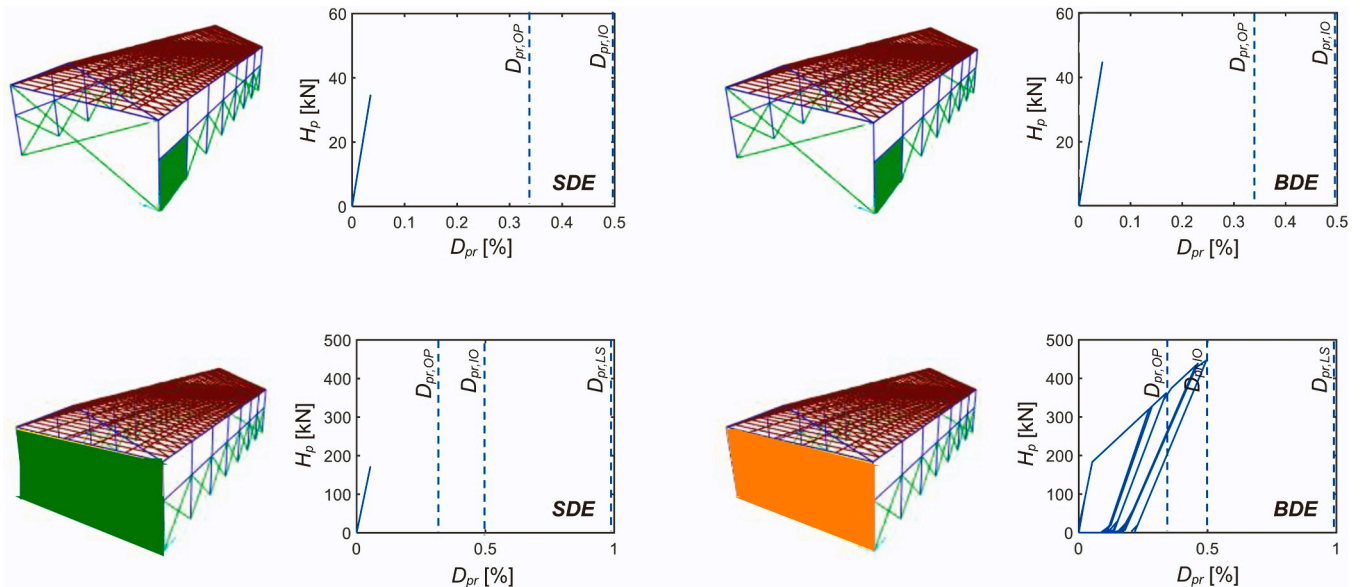 60
40
20
0
H_p [kN]
D_pr,OP
D_pr,IO
SDE
0 0.1 0.2 0.3 0.4 0.5
D_pr [%]
60
40
20
0
H_p [kN]
D_pr,OP
D_pr,IO
BDE
0 0.1 0.2 0.3 0.4 0.5
D_pr [%]
500
400
300
200
100
0
H_p [kN]
D_pr,OP
D_pr,IO
D_pr,LS
SDE
0 0.5 1
D_pr [%]
500
400
300
200
100
0
H_p [kN]
D_pr,OP
D_pr,IO
D_pr,LS
BDE
0 0.5 1
D_pr [%]